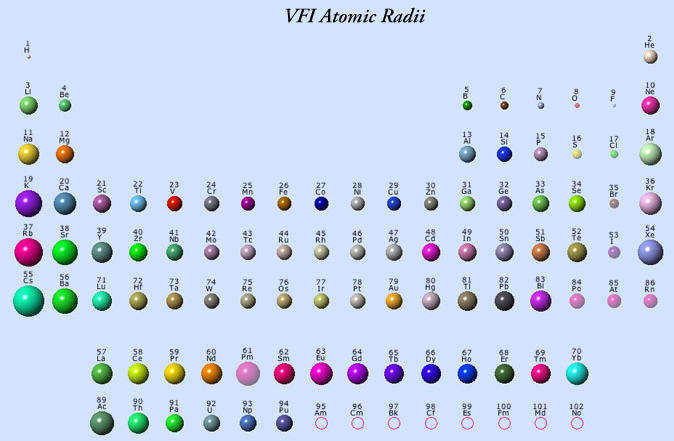 VFI Atomic Radii
1 2
H He
3 4 5 6 7 8 9 10
Li Be B C N O F Ne
11 12 13 14 15 16 17 18
Na Mg Al Si P S Cl Ar
19 20 21 22 23 24 25 26 27 28 29 30 31 32 33 34 35 36
K Ca Sc Ti V Cr Mn Fe Co Ni Cu Zn Ga Ge As Se Br Kr
37 38 39 40 41 42 43 44 45 46 47 48 49 50 51 52 53 54
Rb Sr Y Zr Nb Mo Tc Ru Rh Pd Ag Cd In Sn Sb Te I Xe
55 56 71 72 73 74 75 76 77 78 79 80 81 82 83 84 85 86
Cs Ba Lu Hf Ta W Re Os Ir Pt Au Hg Tl Pb Bi Po At Rn
57 58 59 60 61 62 63 64 65 66 67 68 69 70
La Ce Pr Nd Pm Sm Eu Gd Tb Dy Ho Er Tm Yb
89 90 91 92 93 94 95 96 97 98 99 100 101 102
Ac Th Pa U Np Pu Am Cm Bk Cf Es Fm Md No